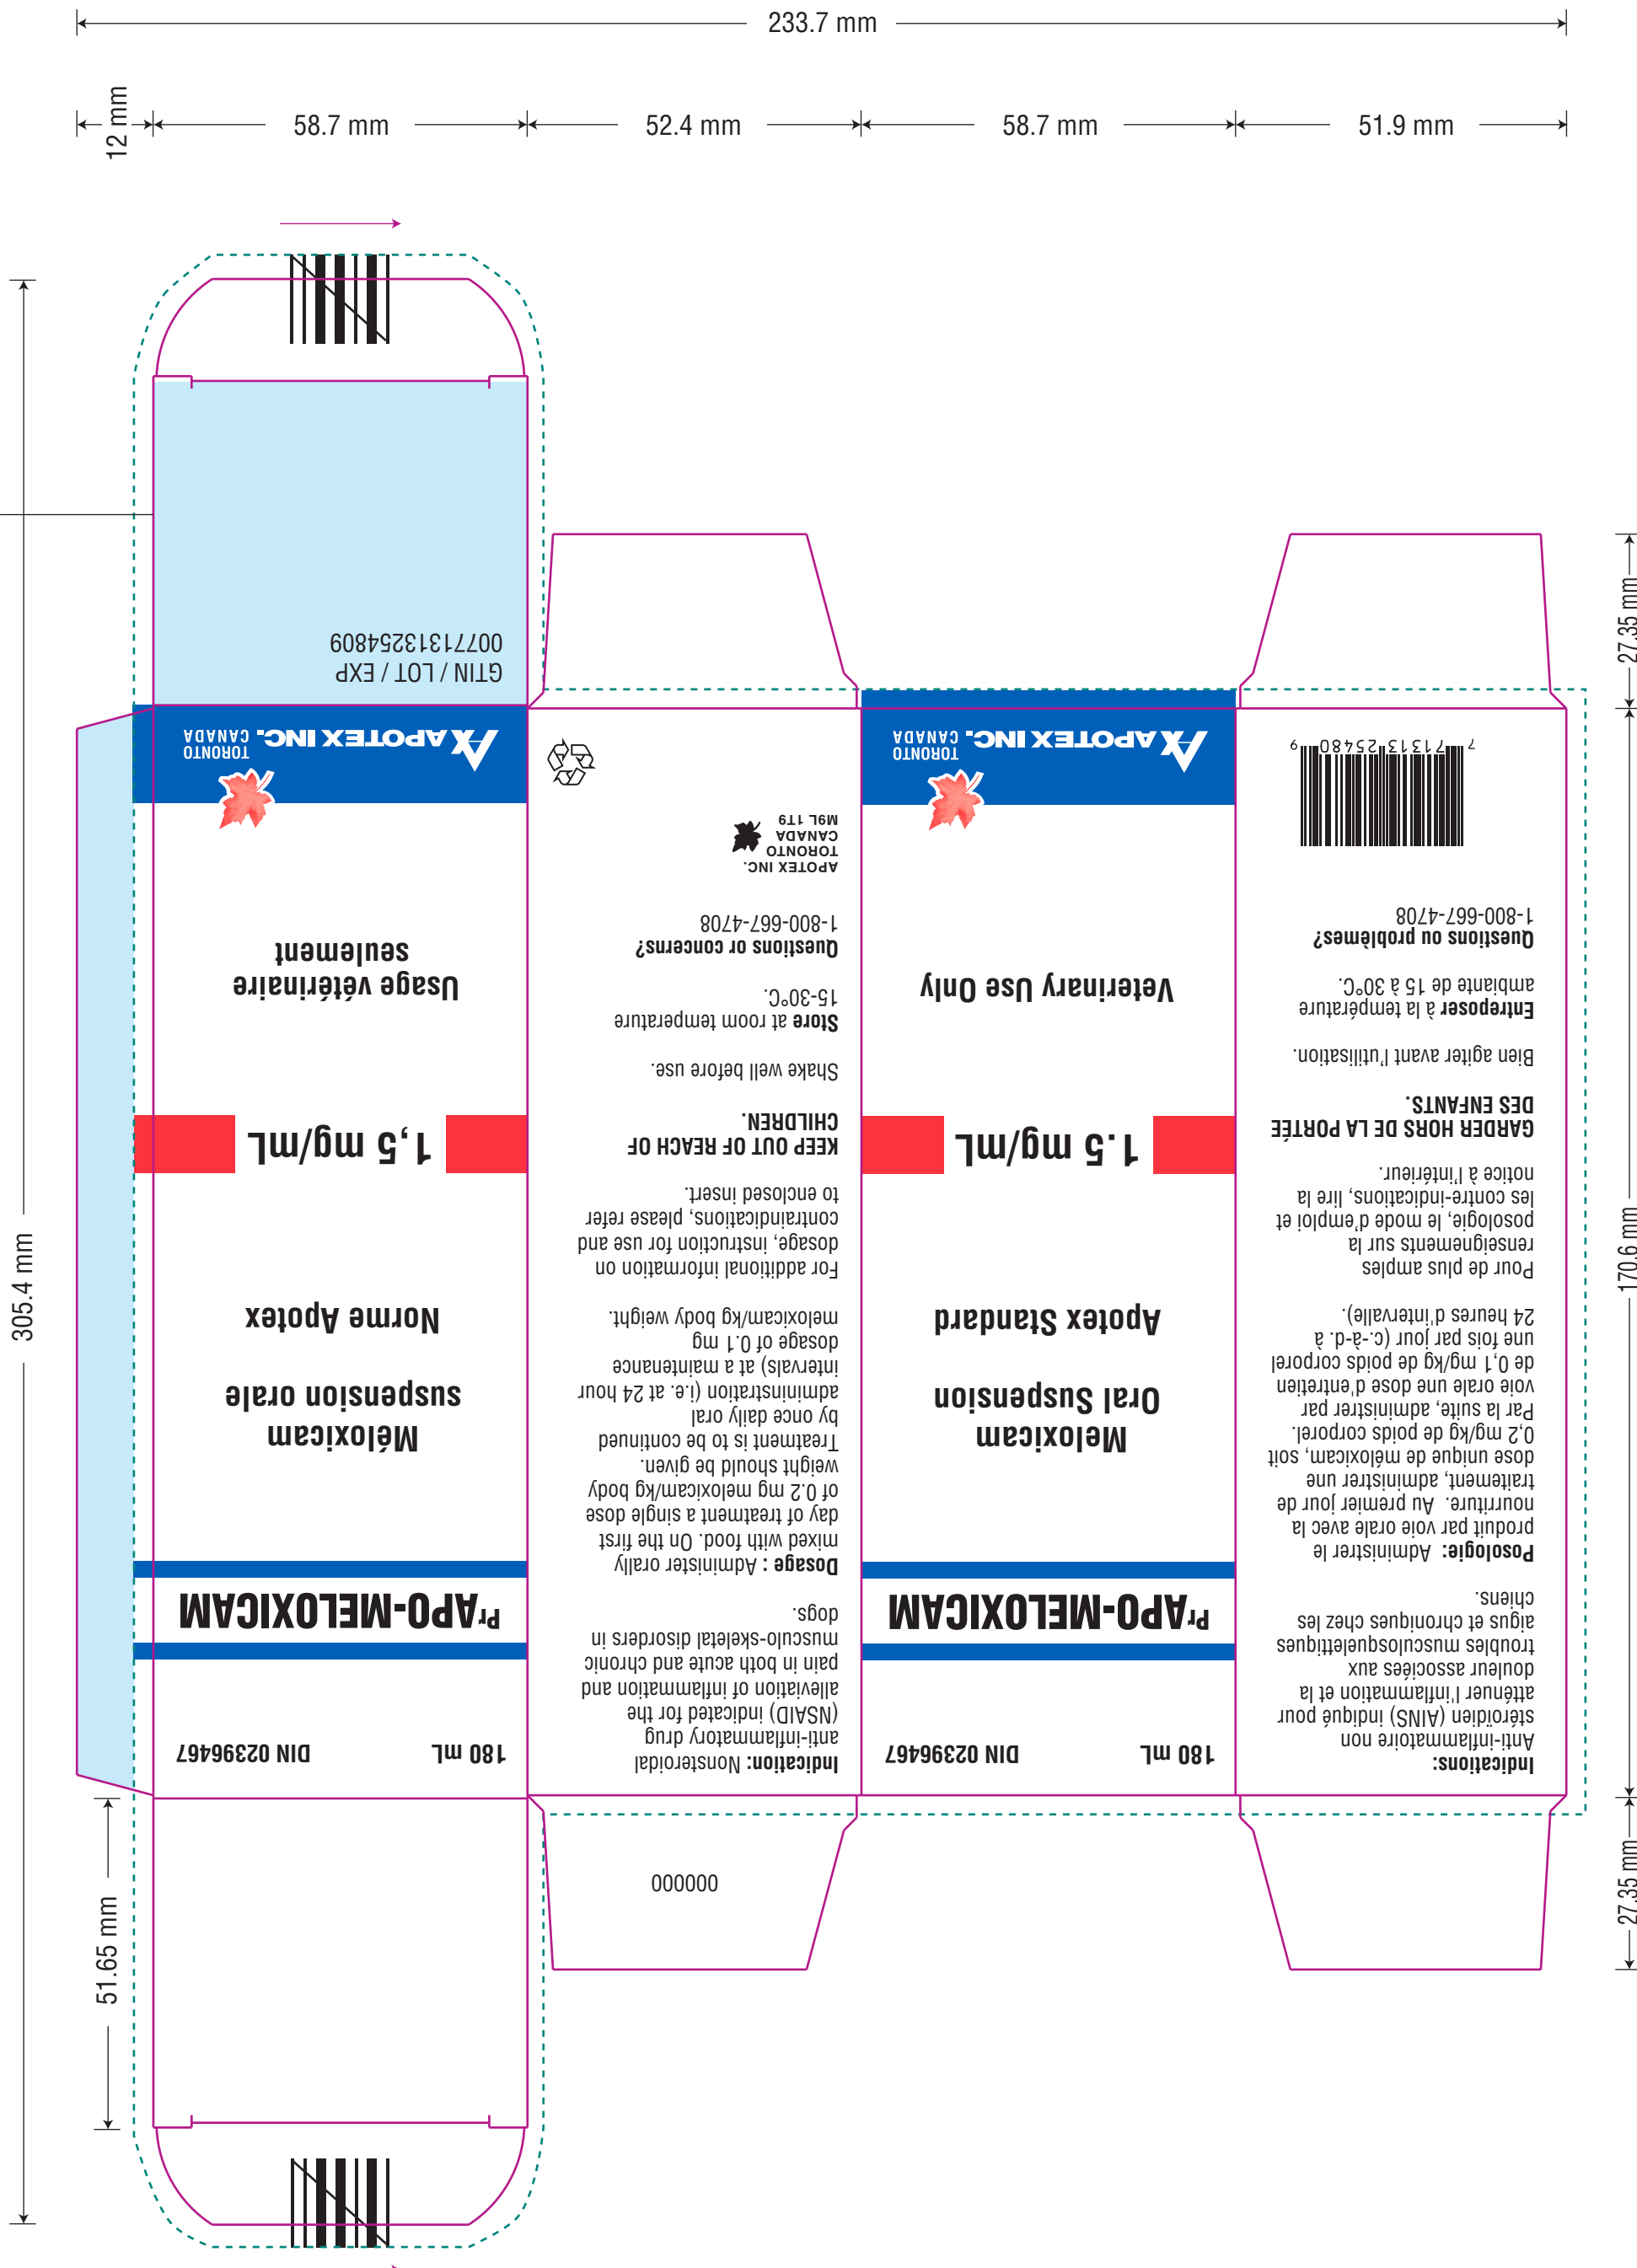 233.7 mm
12 mm
58.7 mm
52.4 mm
58.7 mm
51.9 mm
305.4 mm
51.65 mm
27.35 mm
170.6 mm
27.35 mm
000000
Indications:
Anti-inflammatoire non
stéroïdien (AINS) indiqué pour
atténuer l'inflammation et la
douleur associées aux
troubles musculosquelettiques
aigus et chroniques chez les
chiens.
Posologie: Administrer le
produit par voie orale avec la
nourriture. Au premier jour de
traitement, administrer une
dose unique de méloxicam, soit
0,2 mg/kg de poids corporel.
Par la suite, administrer par
voie orale une dose d'entretien
de 0,1 mg/kg de poids corporel
une fois par jour (c.-à-d. à
24 heures d'intervalle).
Pour de plus amples
renseignements sur la
posologie, le mode d'emploi et
les contre-indications, lire la
notice à l'intérieur.
GARDER HORS DE LA PORTÉE
DES ENFANTS.
Bien agiter avant l'utilisation.
Entreposer à la température
ambiante de 15 à 30°C.
Questions ou problèmes?
1-800-667-4708
7 71313 25480 9
180 mL DIN 02396467
PrAPO-MELOXICAM
Meloxicam
Oral Suspension
Apotex Standard
1.5 mg/mL
Veterinary Use Only
APOTEX INC. TORONTO
CANADA
Indication: Nonsteroidal
anti-inflammatory drug
(NSAID) indicated for the
alleviation of inflammation and
pain in both acute and chronic
musculo-skeletal disorders in
dogs.
Dosage : Administer orally
mixed with food. On the first
day of treatment a single dose
of 0.2 mg meloxicam/kg body
weight should be given.
Treatment is to be continued
by once daily oral
admininstration (i.e. at 24 hour
intervals) at a maintenance
dosage of 0.1 mg
meloxicam/kg body weight.
For additional information on
dosage, instruction for use and
contraindications, please refer
to enclosed insert.
KEEP OUT OF REACH OF
CHILDREN.
Shake well before use.
Store at room temperature
15-30°C.
Questions or concerns?
1-800-667-4708
APOTEX INC.
TORONTO
CANADA
M9L 1T9
180 mL DIN 02396467
PrAPO-MELOXICAM
Méloxicam
suspension orale
Norme Apotex
1,5 mg/mL
Usage vétérinaire
seulement
APOTEX INC. TORONTO
CANADA
GTIN / LOT / EXP
00771313254809